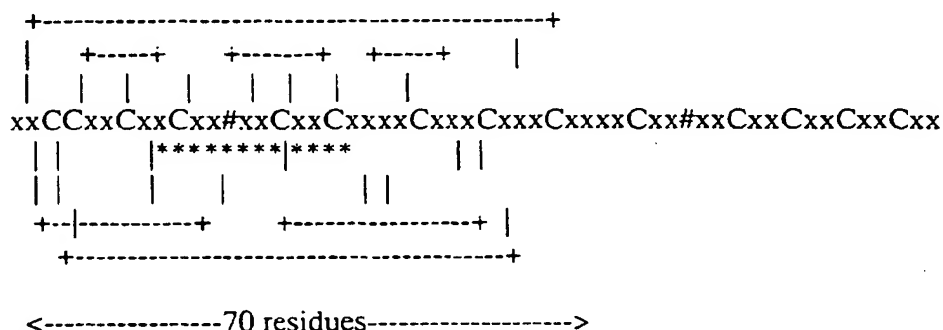 +-----------------------------------------------+
| +-----+ +-------+ +-----+ |
| | | | | | | |
xxCCxxCxxCxx#xxCxxCxxxxCxxxCxxxCxxxxCxx#xxCxxCxxCxxCxx
| | |********|**** | |
| | | | | |
+--|----------+ +----------------+ |
+---------------------------------------+
<----------------70 residues------------------->